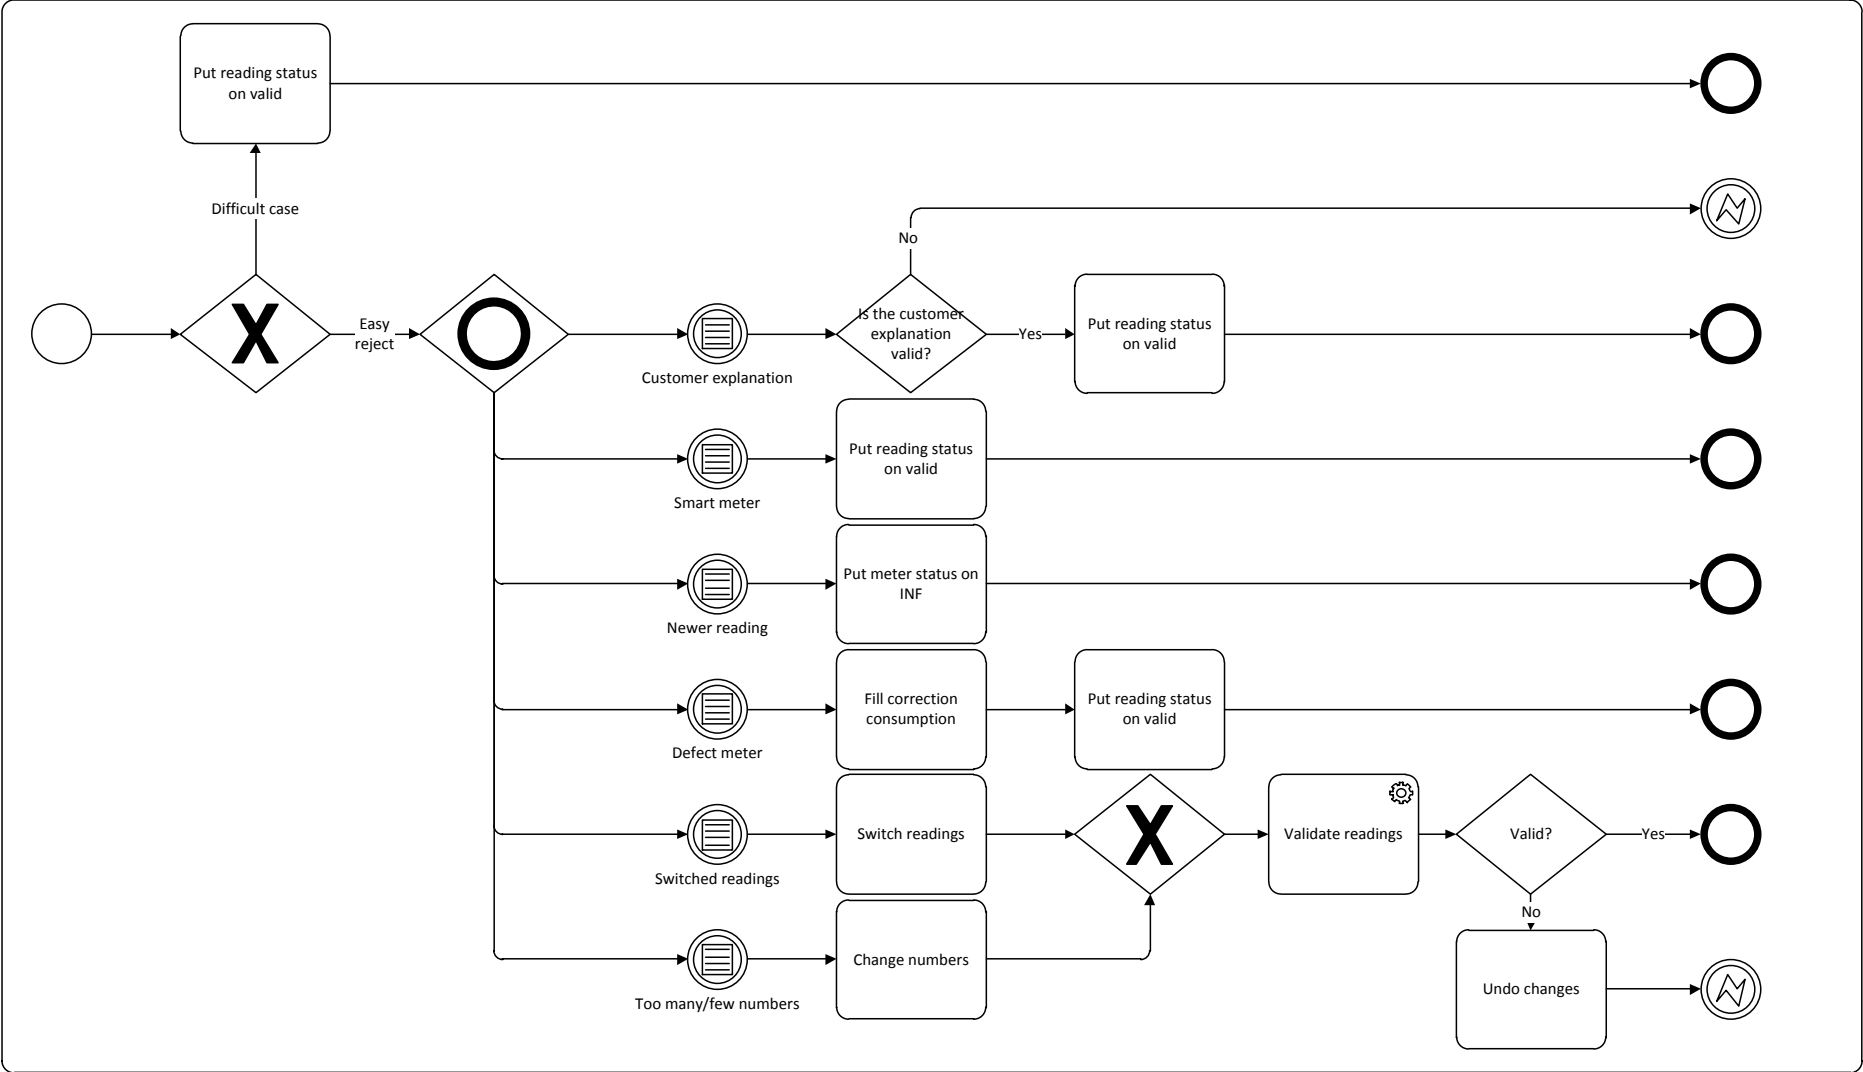 Put reading status
on valid
Difficult case
No
Easy
reject
Is the customer
explanation
valid?
Yes
Put reading status
on valid
Customer explanation
Put reading status
on valid
Smart meter
Put meter status on
INF
Newer reading
Fill correction
consumption
Put reading status
on valid
Defect meter
Switch readings
Validate readings
Valid?
Yes
Switched readings
No
Change numbers
Undo changes
Too many/few numbers